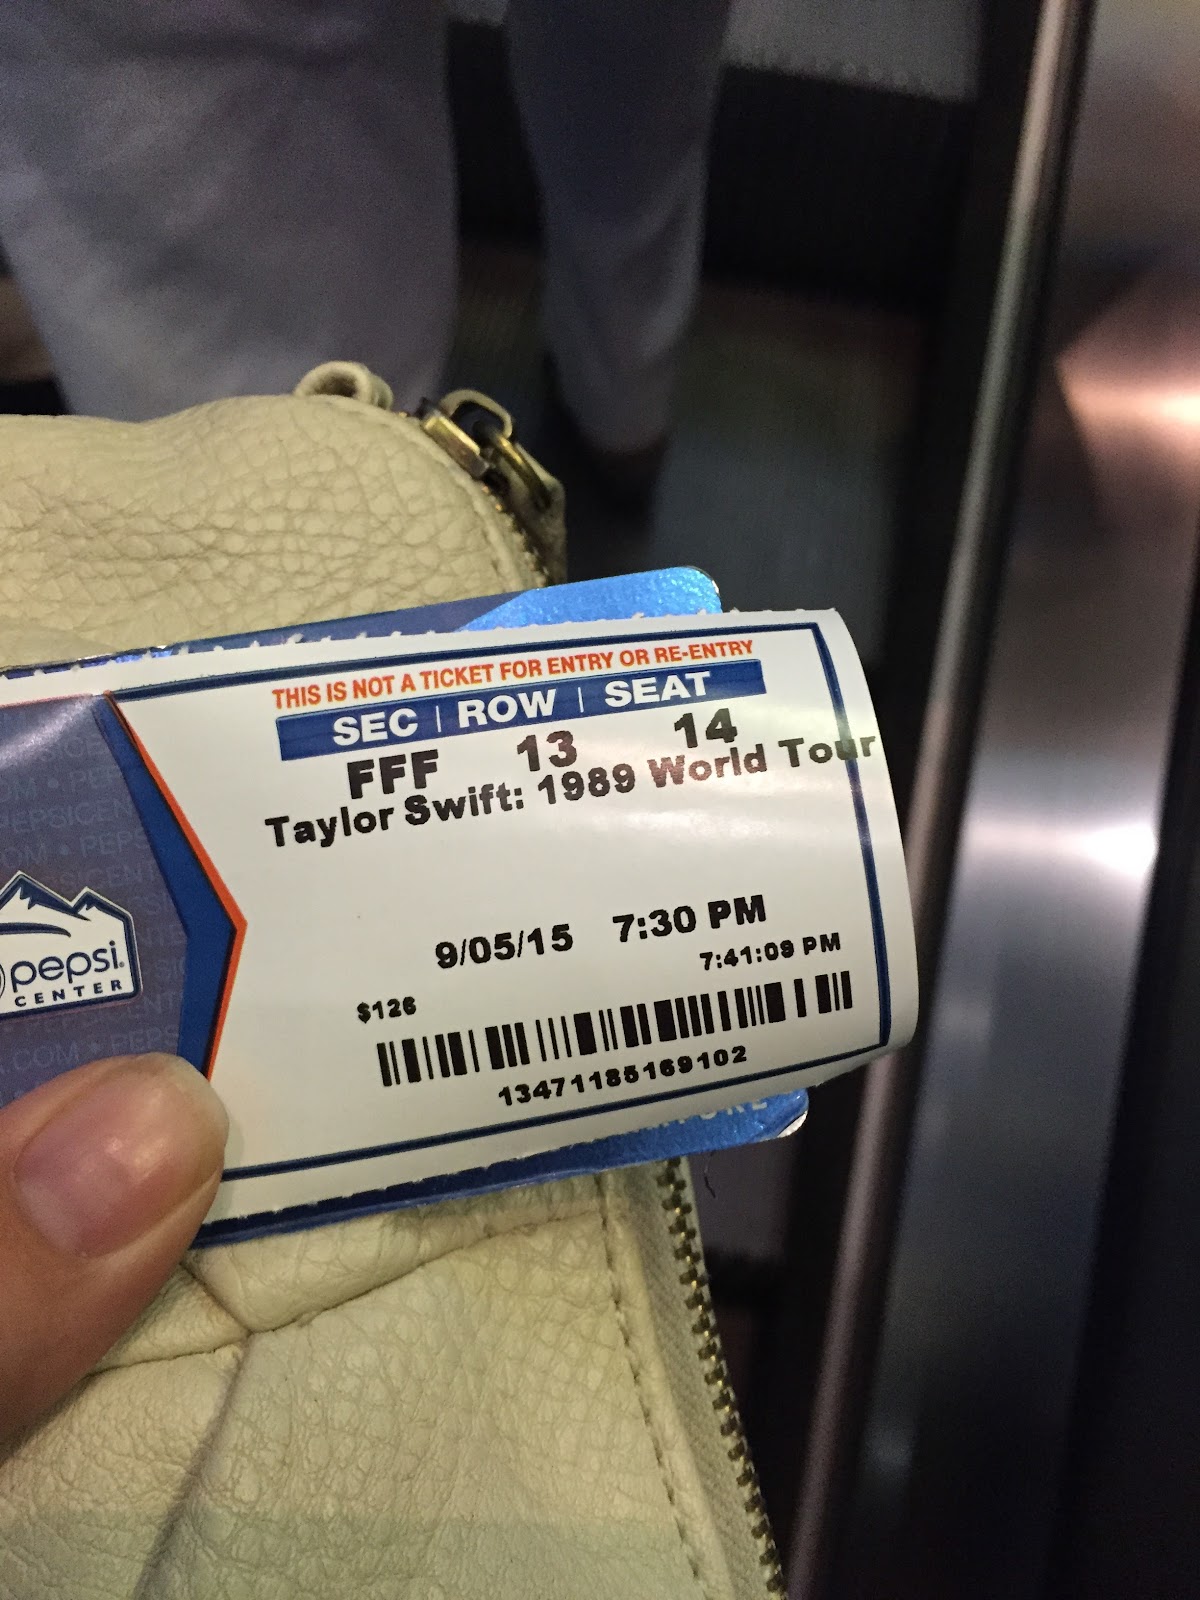 THIS IS NOT A TICKET FOR ENTRY OR RE-ENTRY
SEC | ROW | SEAT
FFF 13 14
Taylor Swift: 1989 World Tour
9/05/15 7:30 PM
7:41:09 PM
$126
13471185169102
pepsi
CENTER